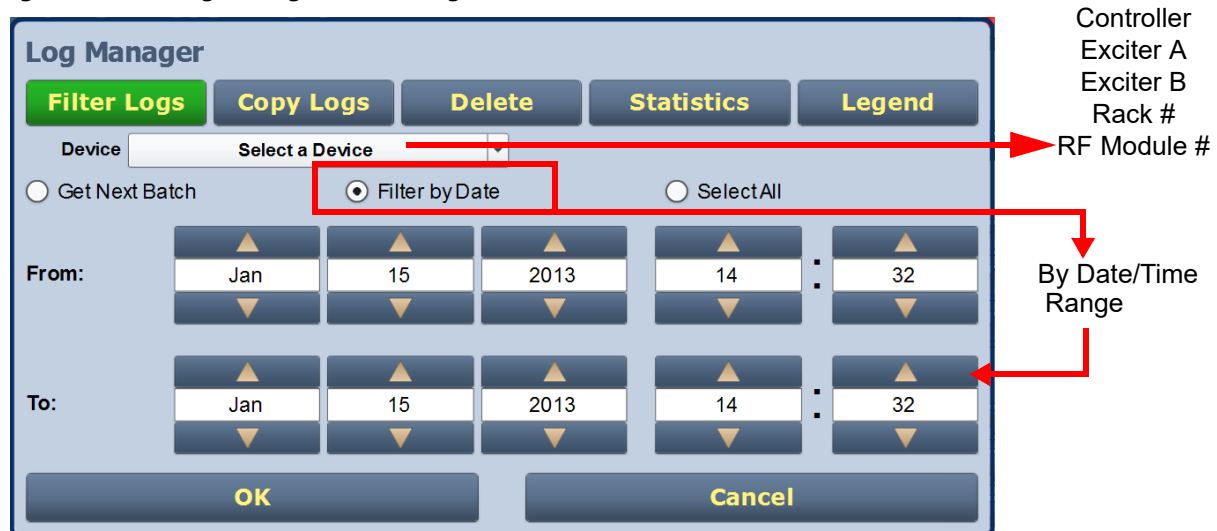 Controller
Exciter A
Exciter B
Rack #
RF Module #
Log Manager
Filter Logs Copy Logs Delete Statistics Legend
Device Select a Device
Get Next Batch Filter by Date Select All
From: Jan 15 2013 14 : 32
By Date/Time
Range
To: Jan 15 2013 14 : 32
OK Cancel